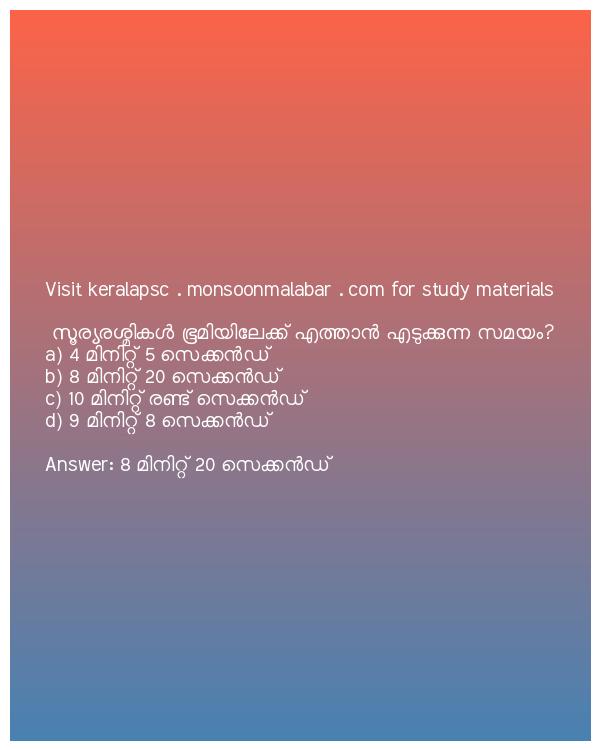 Visit keralapsc . monsoonmalabar . com for study materials
സൂര്യരശ്മികൾ ഭൂമിയിലേക്ക് എത്താൻ എടുക്കുന്ന സമയം?
a) 4 മിനിറ്റ് 5 സെക്കൻഡ്
b) 8 മിനിറ്റ് 20 സെക്കൻഡ്
c) 10 മിനിറ്റ് രണ്ട് സെക്കൻഡ്
d) 9 മിനിറ്റ് 8 സെക്കൻഡ്
Answer: 8 മിനിറ്റ് 20 സെക്കൻഡ്